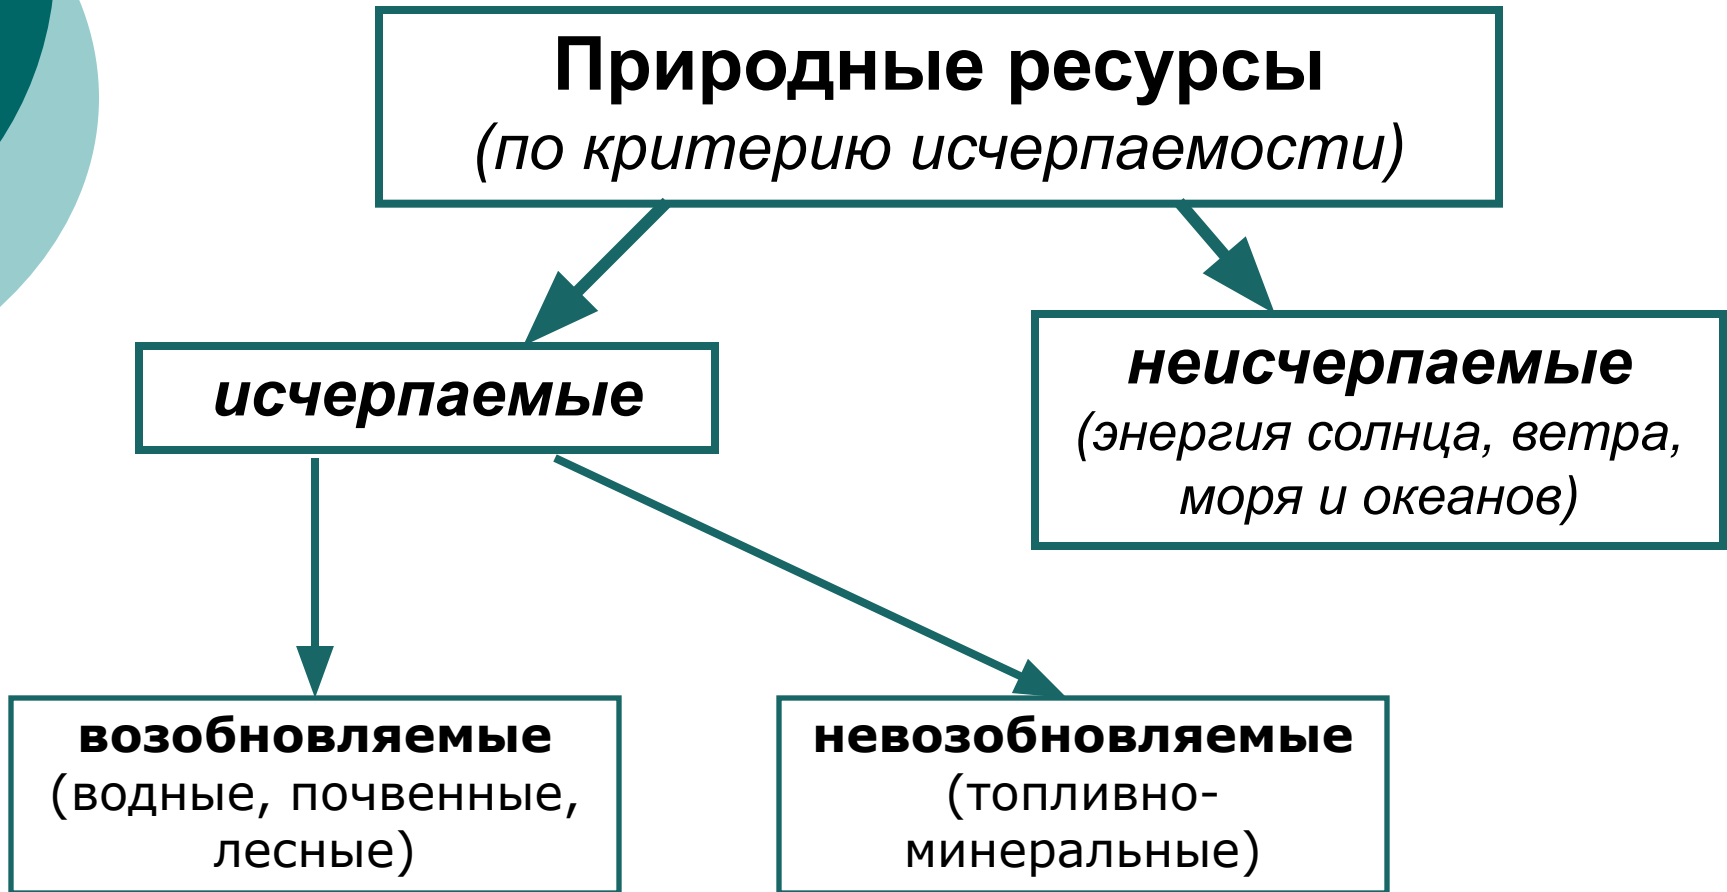 Природные ресурсы
(по критерию исчерпаемости)
исчерпаемые
неисчерпаемые
(энергия солнца, ветра,
моря и океанов)
возобновляемые
(водные, почвенные,
лесные)
невозобновляемые
(топливно-
минеральные)